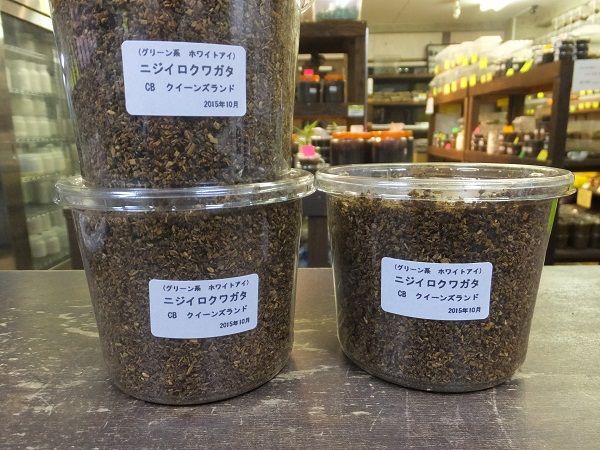 (グリーン系 ホワイトアイ)
ニジイロクワガタ
CB クイーンズランド
2015年10月
(グリーン系 ホワイトアイ)
ニジイロクワガタ
CB クイーンズランド
2015年10月
(グリーン系 ホワイトアイ)
ニジイロクワガタ
CB クイーンズランド
2015年10月